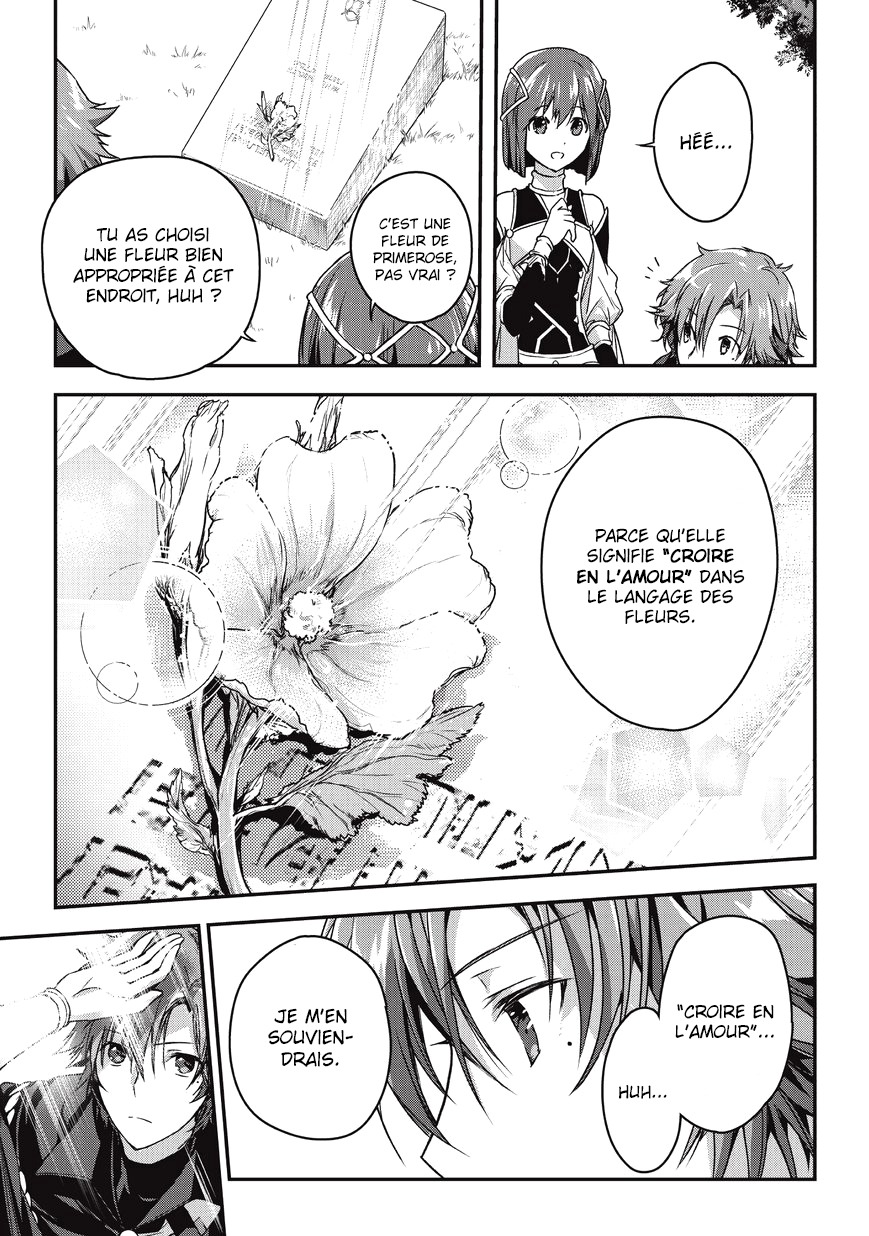 HÉÉ...
C'EST UNE
FLEUR DE
PRIMEROSE,
PAS VRAI ?
TU AS CHOISI
UNE FLEUR BIEN
APPROPRIÉE À CET
ENDROIT, HUH ?
PARCE QU'ELLE
SIGNIFIE "CROIRE
EN L'AMOUR" DANS
LE LANGAGE DES
FLEURS.
"CROIRE EN
L'AMOUR"...
HUH...
JE M'EN
SOUVIEN-
DRAIS.